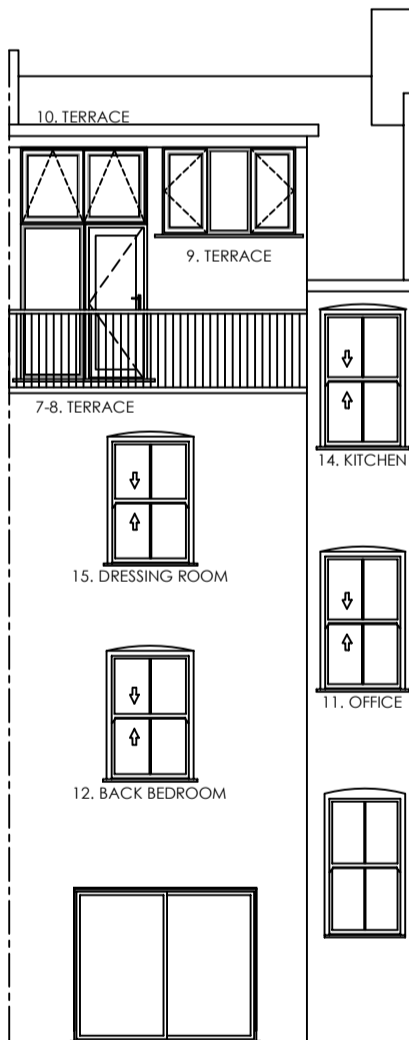 10. TERRACE
9. TERRACE
7-8. TERRACE
14. KITCHEN
15. DRESSING ROOM
11. OFFICE
12. BACK BEDROOM